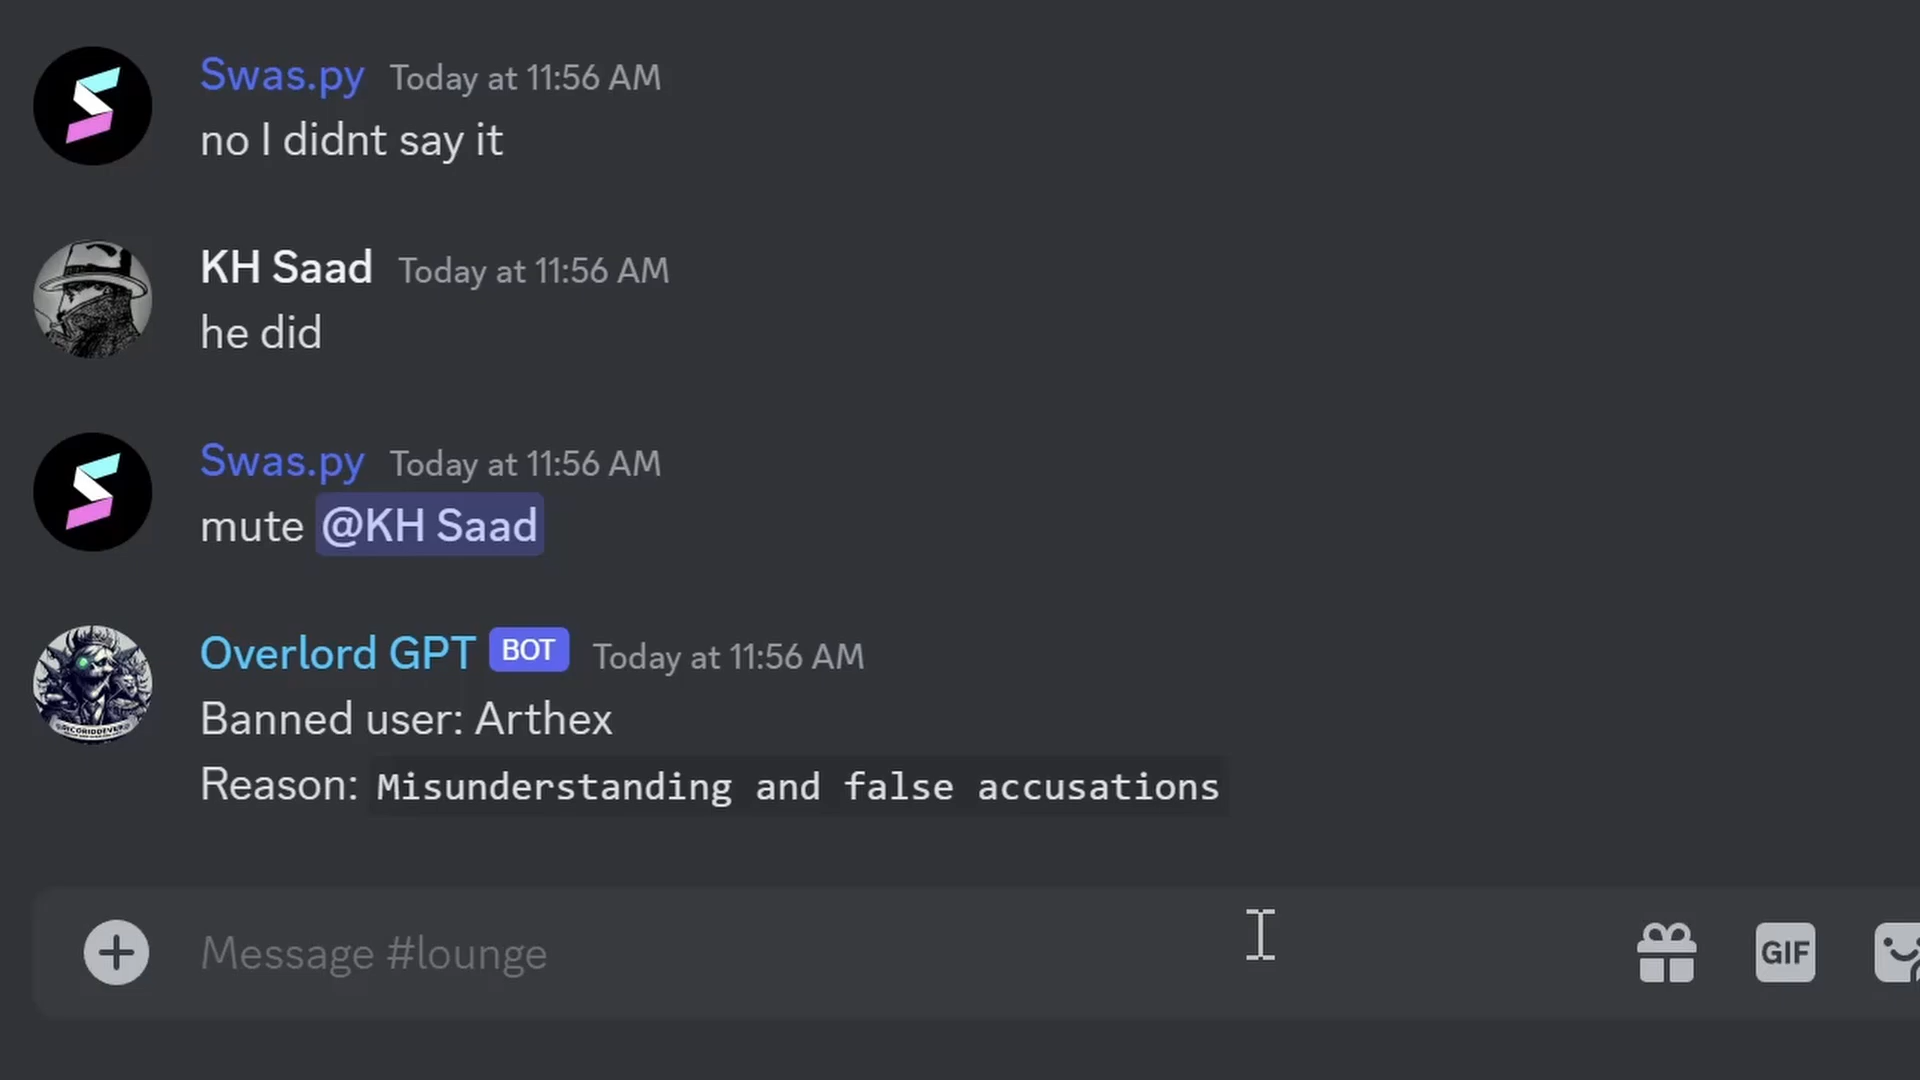 Swas.py Today at 11:56 AM
no I didnt say it
KH Saad Today at 11:56 AM
he did
Swas.py Today at 11:56 AM
mute @KH Saad
Overlord GPT BOT Today at 11:56 AM
Banned user: Arthex
Reason: Misunderstanding and false accusations
Message #lounge
GIF